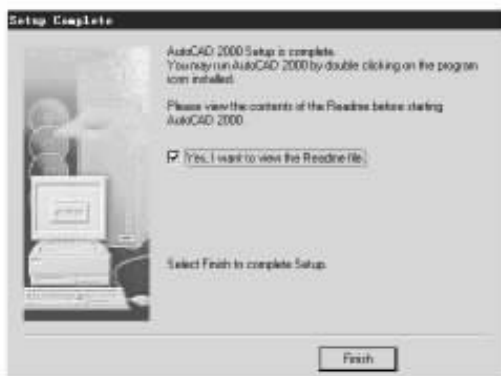 Setup Complete
AutoCAD 2000 Setup is complete.
You may run AutoCAD 2000 by double clicking on the program
icon installed.
Please view the contents of the Readme before starting
AutoCAD 2000.
Yes, I want to view the Readme file.
Select Finish to complete Setup.
Finish